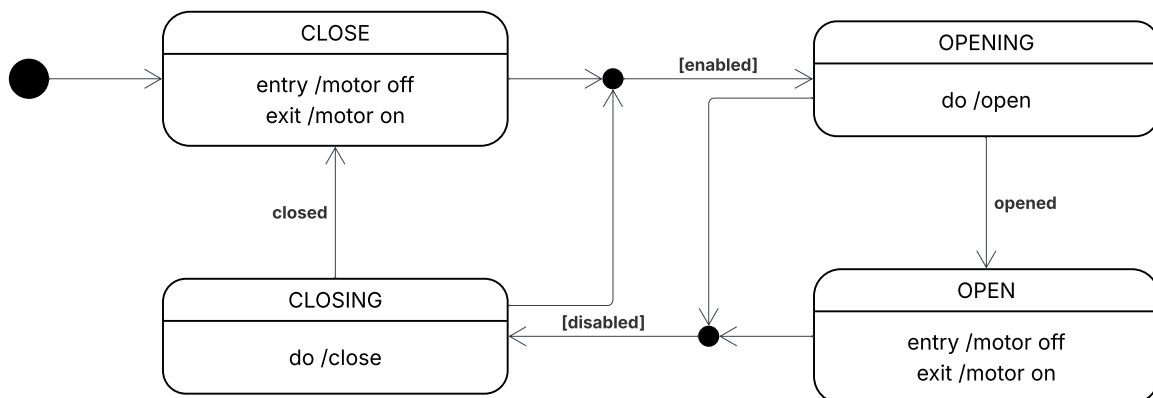 CLOSE
entry /motor off
exit /motor on
[enabled]
OPENING
do /open
closed
opened
CLOSING
do /close
[disabled]
OPEN
entry /motor off
exit /motor on